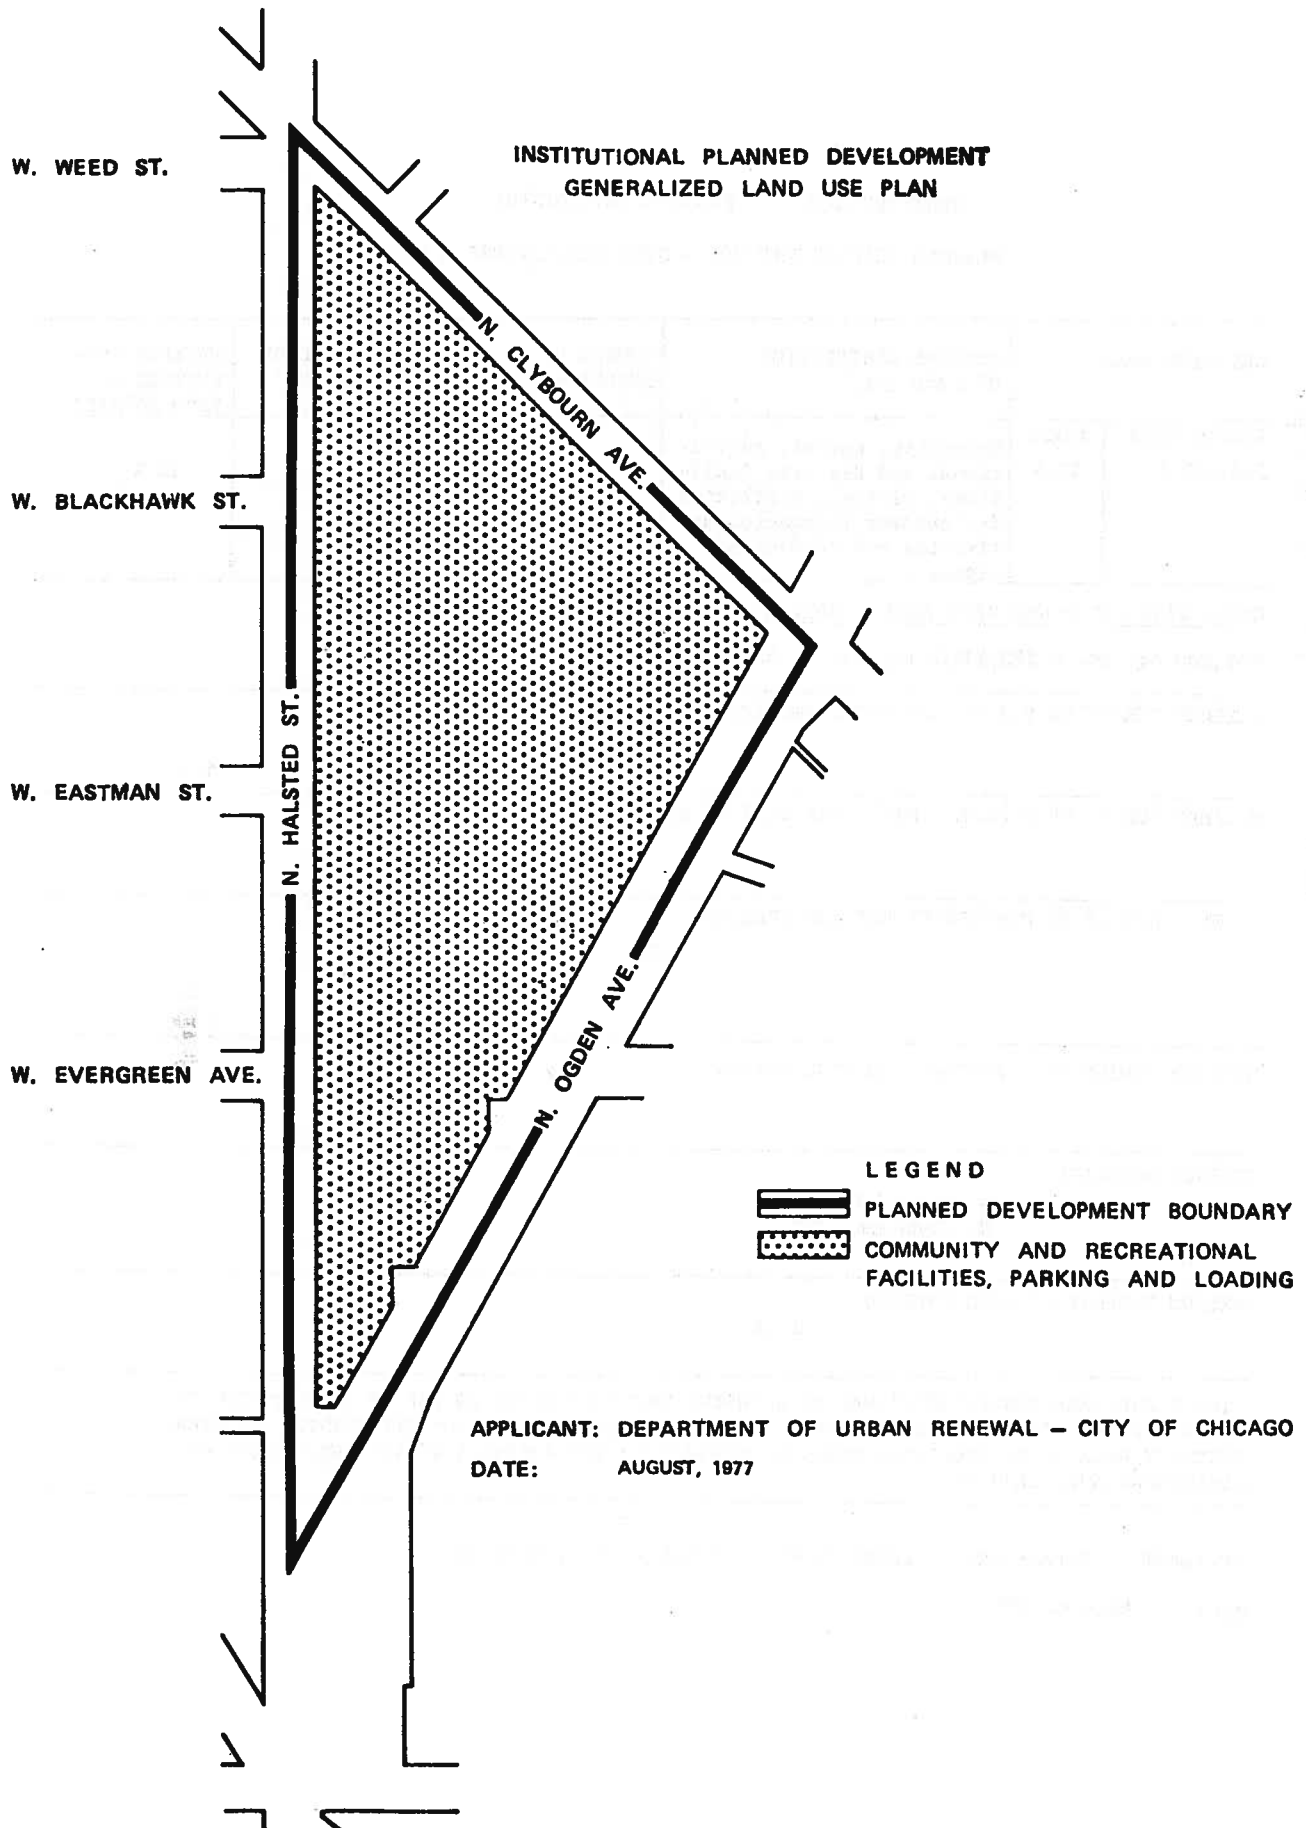 INSTITUTIONAL PLANNED DEVELOPMENT
GENERALIZED LAND USE PLAN
W. WEED ST.
N. CLYBOURN AVE.
W. BLACKHAWK ST.
N. HALSTED ST.
W. EASTMAN ST.
N. OGDEN AVE.
W. EVERGREEN AVE.
LEGEND
PLANNED DEVELOPMENT BOUNDARY
COMMUNITY AND RECREATIONAL
FACILITIES, PARKING AND LOADING
APPLICANT: DEPARTMENT OF URBAN RENEWAL – CITY OF CHICAGO
DATE: AUGUST, 1977